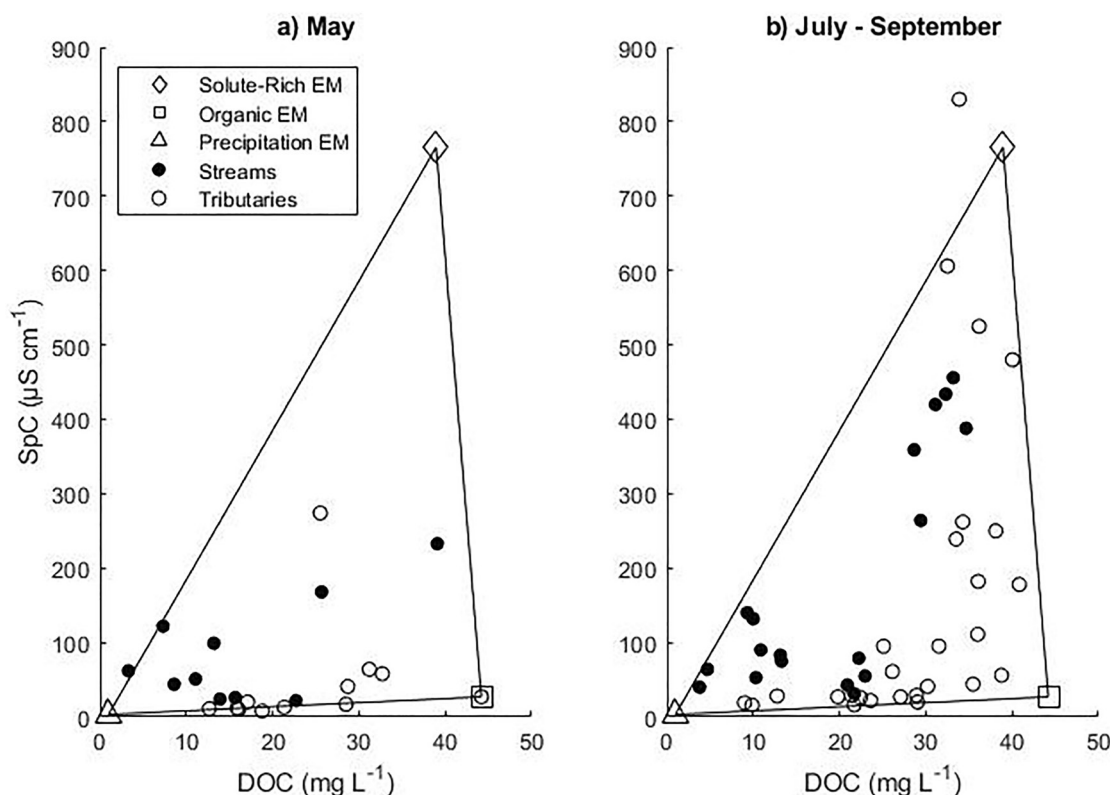 a) May
900
800
700
600
500
400
300
200
100
0
SpC (µS cm⁻¹)
Solute-Rich EM
Organic EM
Precipitation EM
Streams
Tributaries
0 10 20 30 40 50
DOC (mg L⁻¹)
b) July - September
900
800
700
600
500
400
300
200
100
0
0 10 20 30 40 50
DOC (mg L⁻¹)